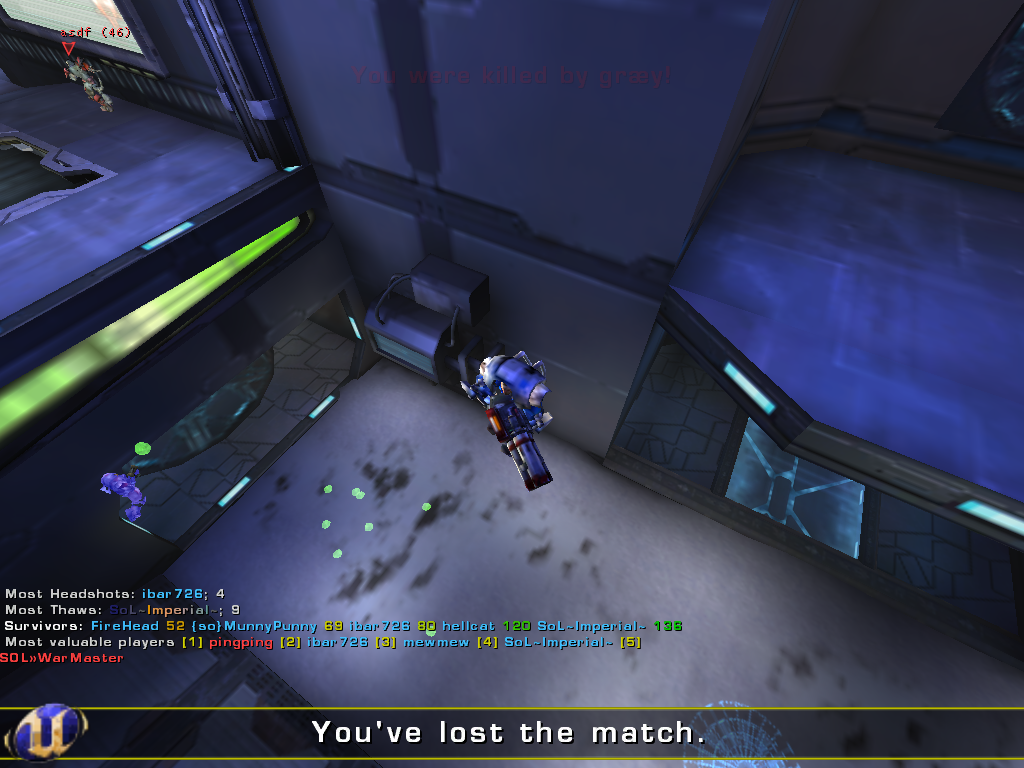 asdf (46)
You were killed by græy!
Most Headshots: ibar726; 4
Most Thaws: SoL~Imperial~; 9
Survivors: FireHead 52 {so}MunnyPunny 69 ibar726 80 hellcat 120 SoL~Imperial~ 136
Most valuable players [1] pingping [2] ibar726 [3] mewmew [4] SoL~Imperial~ [5]
SOL»WarMaster
You've lost the match.